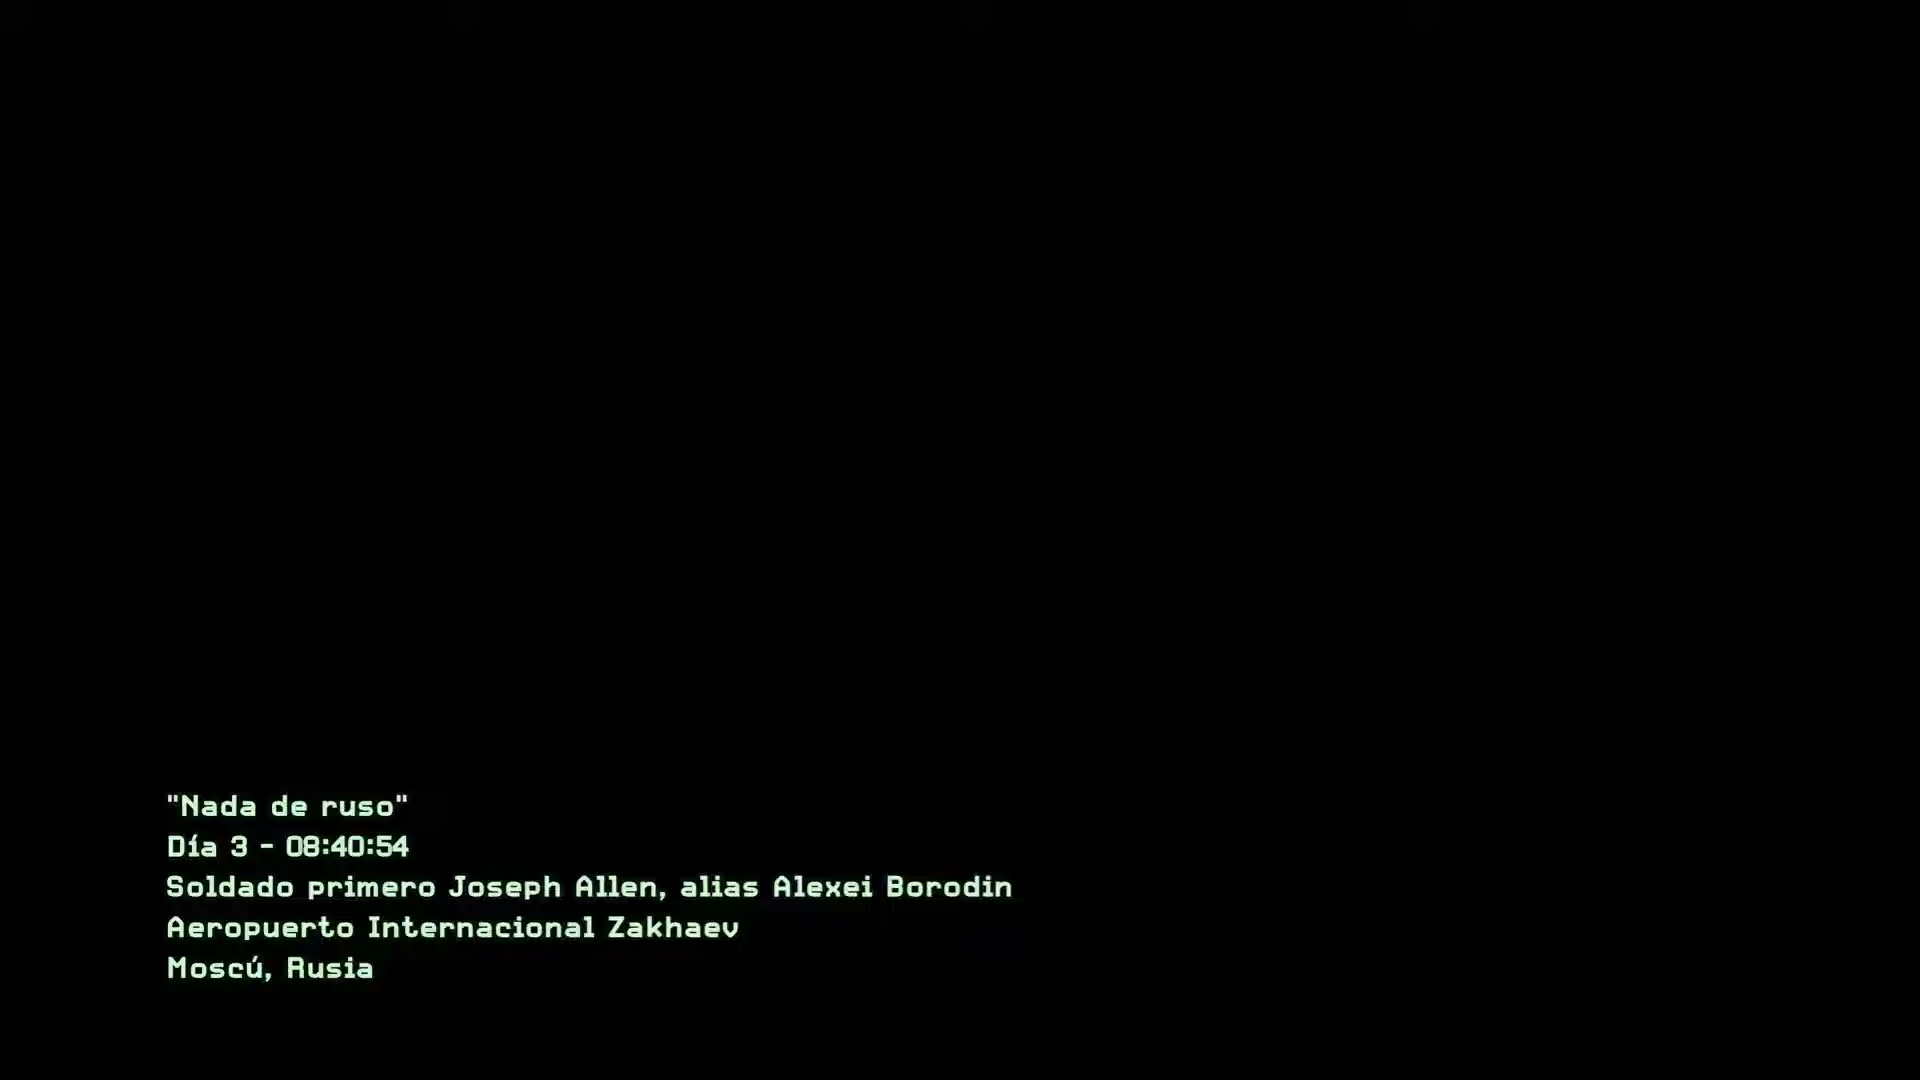 "Nada de ruso"
Día 3 - 08:40:54
Soldado primero Joseph Allen, alias Alexei Borodin
Aeropuerto Internacional Zakhaev
Moscú, Rusia